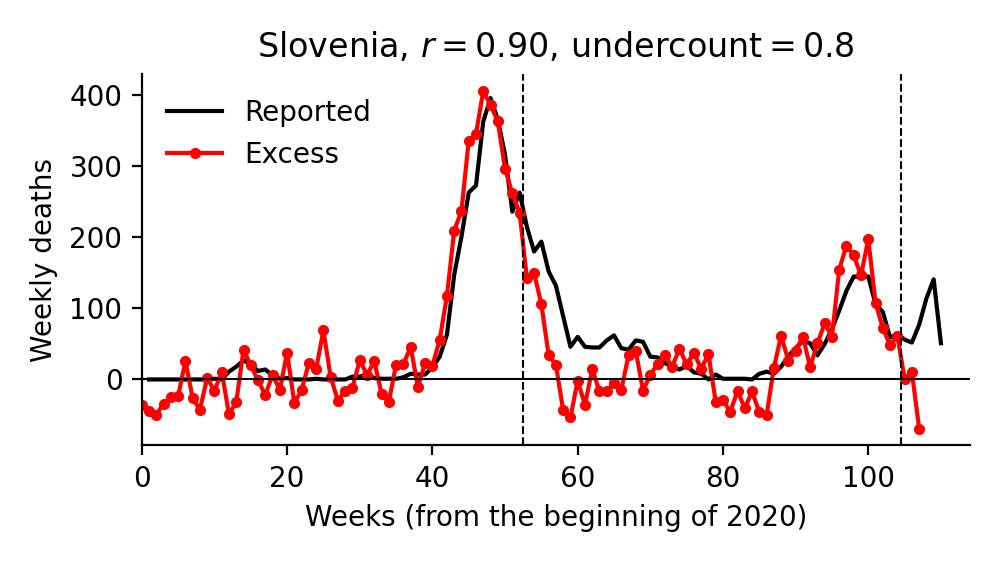 Slovenia, r = 0.90, undercount = 0.8
Weekly deaths
400
300
200
100
0
Reported
Excess
0 20 40 60 80 100
Weeks (from the beginning of 2020)